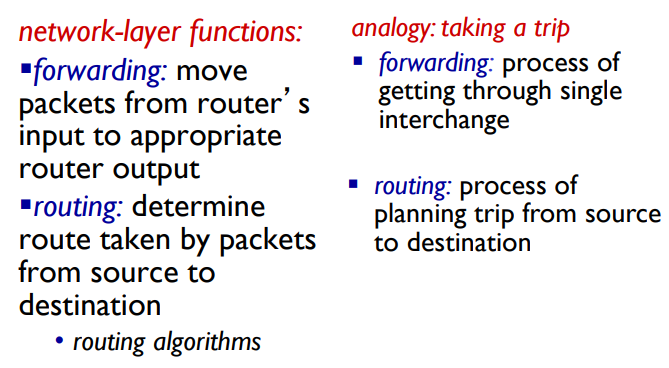 network-layer functions:
▪forwarding: move
packets from router’s
input to appropriate
router output
▪routing: determine
route taken by packets
from source to
destination
• routing algorithms
analogy: taking a trip
▪ forwarding: process of
getting through single
interchange
▪ routing: process of
planning trip from source
to destination